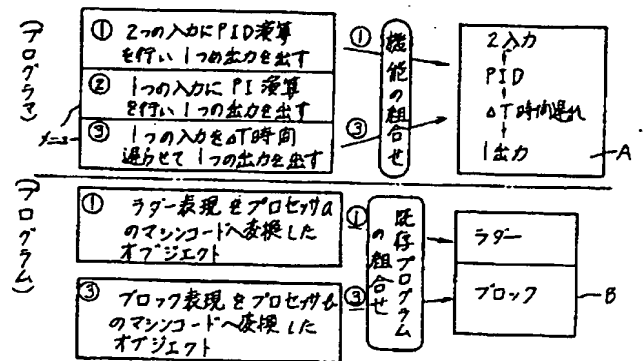 (プログラマ)
メニュー
① 2つの入力にPID演算
を行い 1つの出力を出す
② 1つの入力にPI演算
を行い 1つの出力を出す
③ 1つの入力をΔT時間
遅らせて 1つの出力を出す
①
③
機能の組合せ
2入力
PID
ΔT時間遅れ
1出力
A
(プログラム)
① ラダー表現をプロセッサa
のマシンコードへ変換した
オブジェクト
③ ブロック表現をプロセッサb
のマシンコードへ変換した
オブジェクト
①
③
既存プログラム
の組合せ
ラダー
ブロック
B